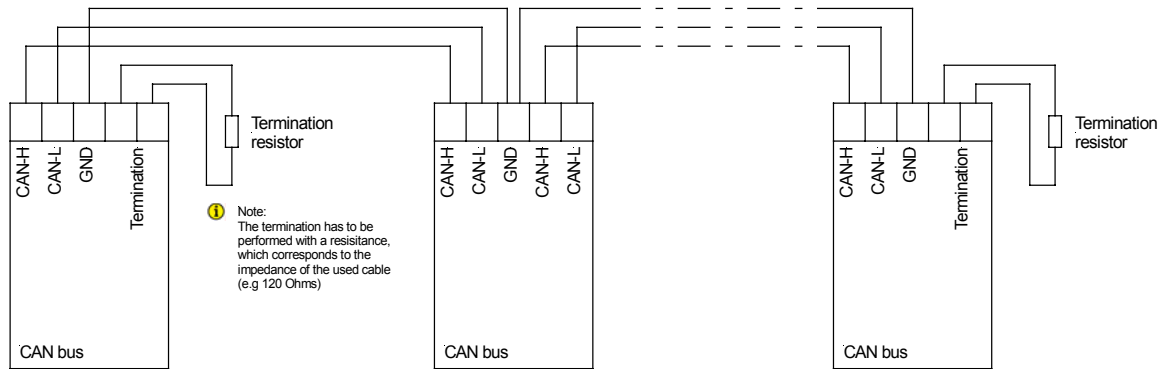 CAN-H
CAN-L
GND
Termination
Termination
resistor
CAN bus
Note:
The termination has to be
performed with a resisitance,
which corresponds to the
impedance of the used cable
(e.g 120 Ohms)
CAN-H
CAN-L
GND
CAN-H
CAN-L
CAN bus
CAN-H
CAN-L
GND
Termination
Termination
resistor
CAN bus